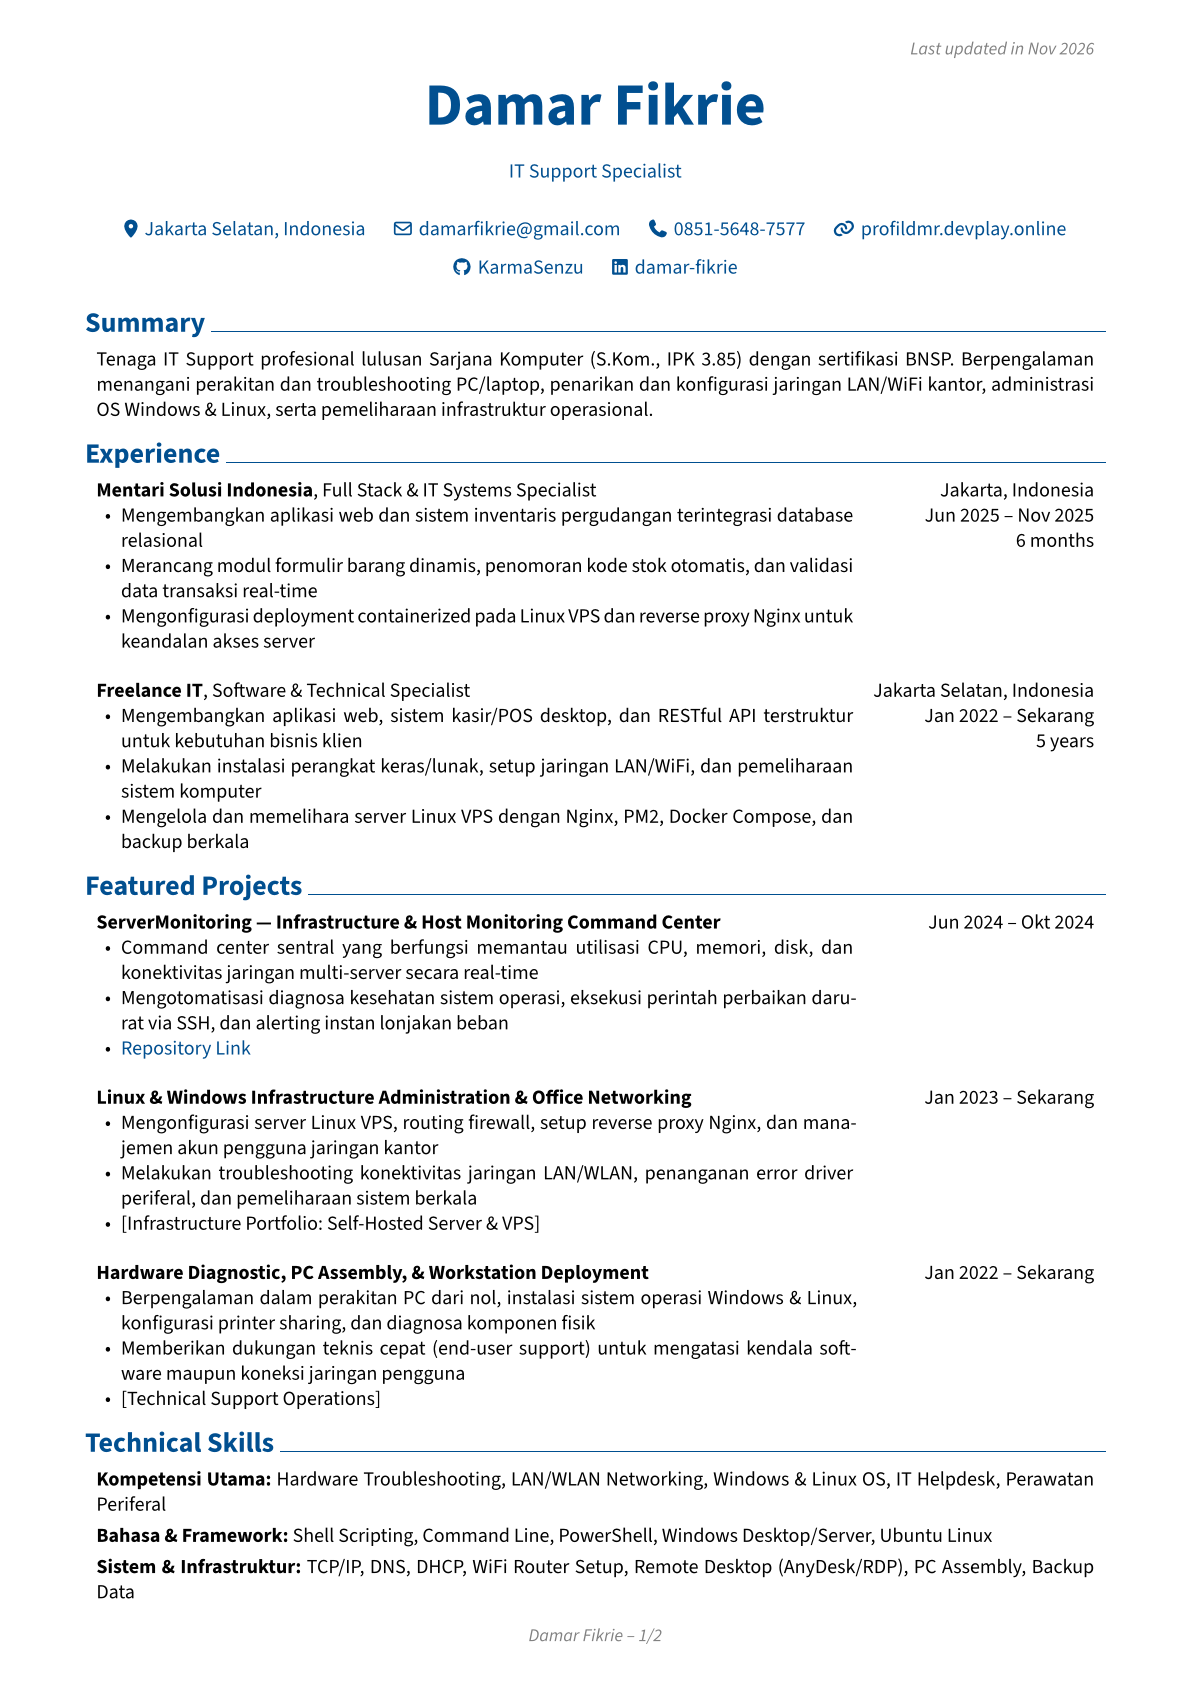 Last updated in Nov 2026
Damar Fikrie
IT Support Specialist
Jakarta Selatan, Indonesia damarfikrie@gmail.com 0851-5648-7577 profildmr.devplay.online
KarmaSenzu damar-fikrie
Summary
Tenaga IT Support profesional lulusan Sarjana Komputer (S.Kom., IPK 3.85) dengan sertifikasi BNSP. Berpengalaman
menangani perakitan dan troubleshooting PC/laptop, penarikan dan konfigurasi jaringan LAN/WiFi kantor, administrasi
OS Windows & Linux, serta pemeliharaan infrastruktur operasional.
Experience
Mentari Solusi Indonesia, Full Stack & IT Systems Specialist Jakarta, Indonesia
• Mengembangkan aplikasi web dan sistem inventaris pergudangan terintegrasi database Jun 2025 – Nov 2025
relasional 6 months
• Merancang modul formulir barang dinamis, penomoran kode stok otomatis, dan validasi
data transaksi real-time
• Mengonfigurasi deployment containerized pada Linux VPS dan reverse proxy Nginx untuk
keandalan akses server
Freelance IT, Software & Technical Specialist Jakarta Selatan, Indonesia
• Mengembangkan aplikasi web, sistem kasir/POS desktop, dan RESTful API terstruktur Jan 2022 – Sekarang
untuk kebutuhan bisnis klien 5 years
• Melakukan instalasi perangkat keras/lunak, setup jaringan LAN/WiFi, dan pemeliharaan
sistem komputer
• Mengelola dan memelihara server Linux VPS dengan Nginx, PM2, Docker Compose, dan
backup berkala
Featured Projects
ServerMonitoring — Infrastructure & Host Monitoring Command Center Jun 2024 – Okt 2024
• Command center sentral yang berfungsi memantau utilisasi CPU, memori, disk, dan
konektivitas jaringan multi-server secara real-time
• Mengotomatisasi diagnosa kesehatan sistem operasi, eksekusi perintah perbaikan daru-
rat via SSH, dan alerting instan lonjakan beban
• Repository Link
Linux & Windows Infrastructure Administration & Office Networking Jan 2023 – Sekarang
• Mengonfigurasi server Linux VPS, routing firewall, setup reverse proxy Nginx, dan mana-
jemen akun pengguna jaringan kantor
• Melakukan troubleshooting konektivitas jaringan LAN/WLAN, penanganan error driver
periferal, dan pemeliharaan sistem berkala
• [Infrastructure Portfolio: Self-Hosted Server & VPS]
Hardware Diagnostic, PC Assembly, & Workstation Deployment Jan 2022 – Sekarang
• Berpengalaman dalam perakitan PC dari nol, instalasi sistem operasi Windows & Linux,
konfigurasi printer sharing, dan diagnosa komponen fisik
• Memberikan dukungan teknis cepat (end-user support) untuk mengatasi kendala soft-
ware maupun koneksi jaringan pengguna
• [Technical Support Operations]
Technical Skills
Kompetensi Utama: Hardware Troubleshooting, LAN/WLAN Networking, Windows & Linux OS, IT Helpdesk, Perawatan
Periferal
Bahasa & Framework: Shell Scripting, Command Line, PowerShell, Windows Desktop/Server, Ubuntu Linux
Sistem & Infrastruktur: TCP/IP, DNS, DHCP, WiFi Router Setup, Remote Desktop (AnyDesk/RDP), PC Assembly, Backup
Data
Damar Fikrie – 1/2